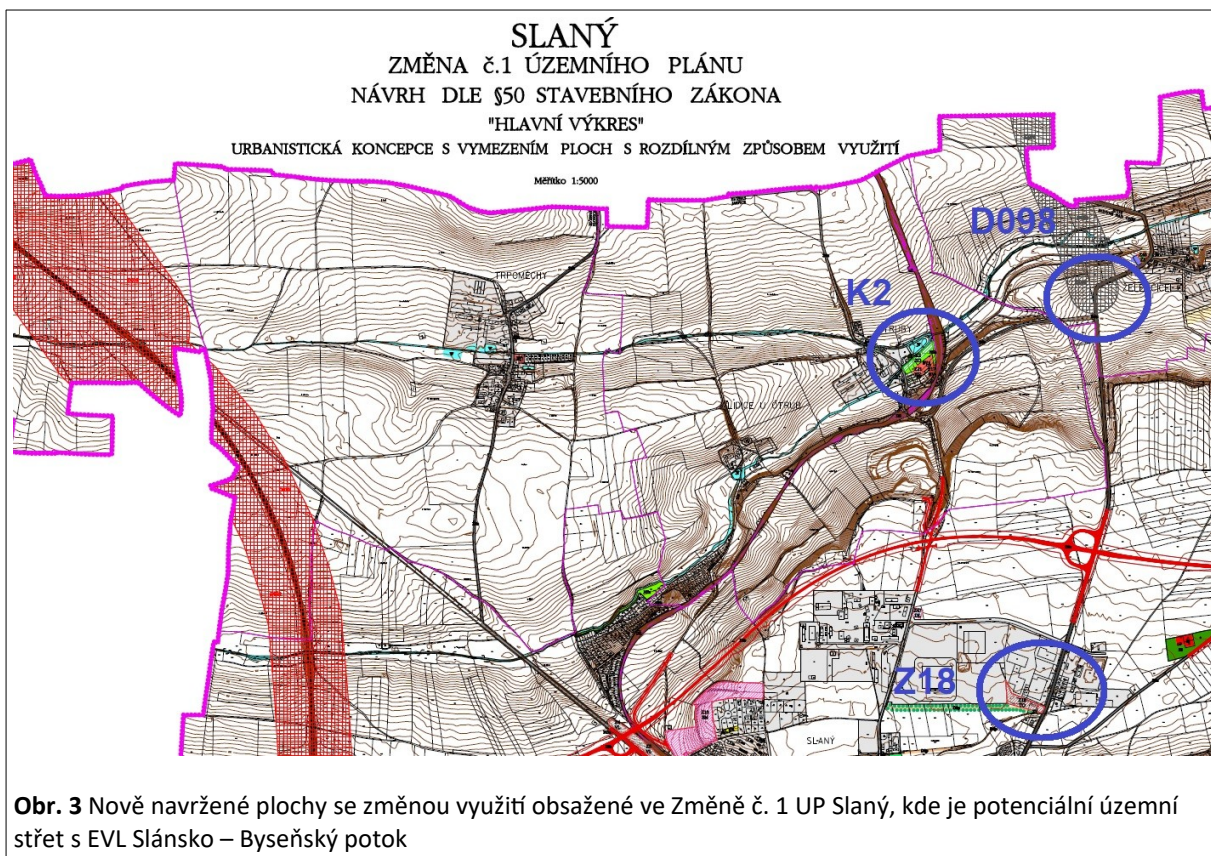 SLANÝ
ZMĚNA č.1 ÚZEMNÍHO PLÁNU
NÁVRH DLE §50 STAVEBNÍHO ZÁKONA
"HLAVNÍ VÝKRES"
URBANISTICKÁ KONCEPCE S VYMEZENÍM PLOCH S ROZDÍLNÝM ZPŮSOBEM VYUŽITÍ
Měřítko 1:5000
D098
TŘPOMĚCHY
K2
Z18
SLANÝ
Obr. 3 Nově navržené plochy se změnou využití obsažené ve Změně č. 1 UP Slaný, kde je potenciální územní
střet s EVL Slánsko – Byseňský potok